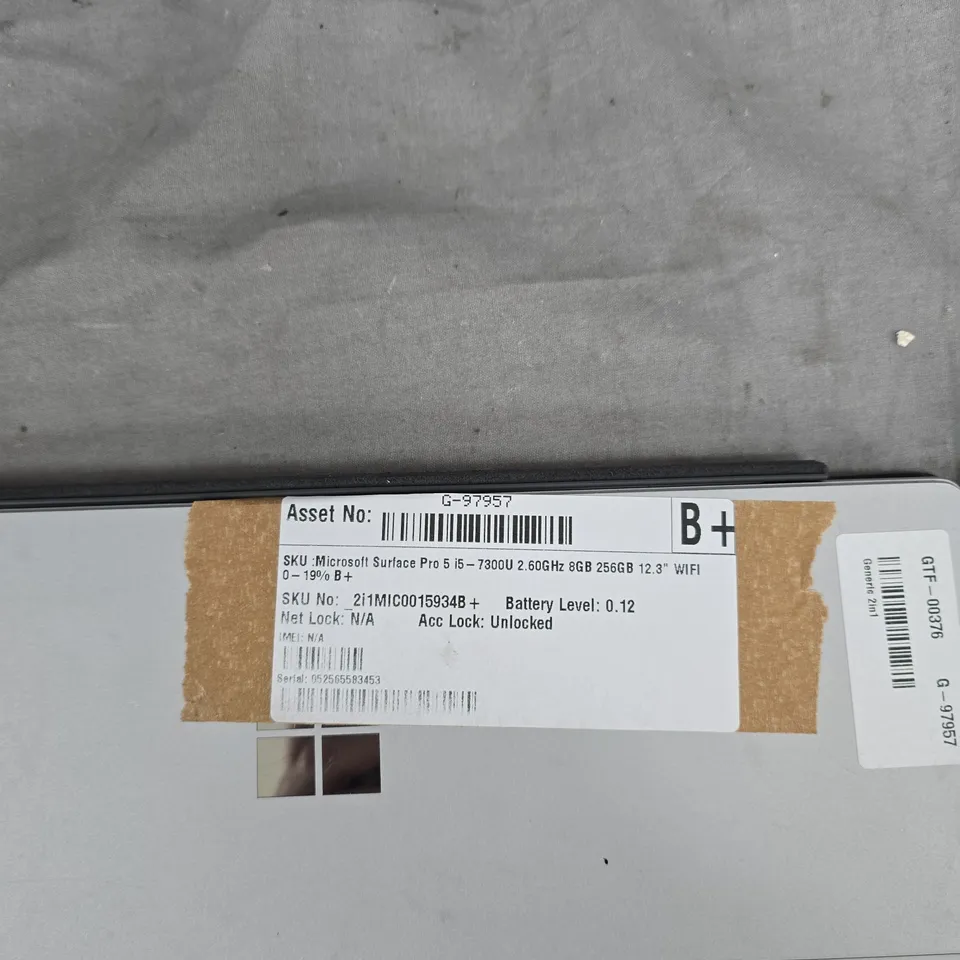 G-97957
Asset No:
B+
SKU :Microsoft Surface Pro 5 i5-7300U 2.60GHz 8GB 256GB 12.3" WIFI
0-19% B+
SKU No: _2i1MIC0015934B+ Battery Level: 0.12
Net Lock: N/A Acc Lock: Unlocked
IMEI: N/A
Serial: 052565583453
GTF-00376 G-97957
Generic 2in1